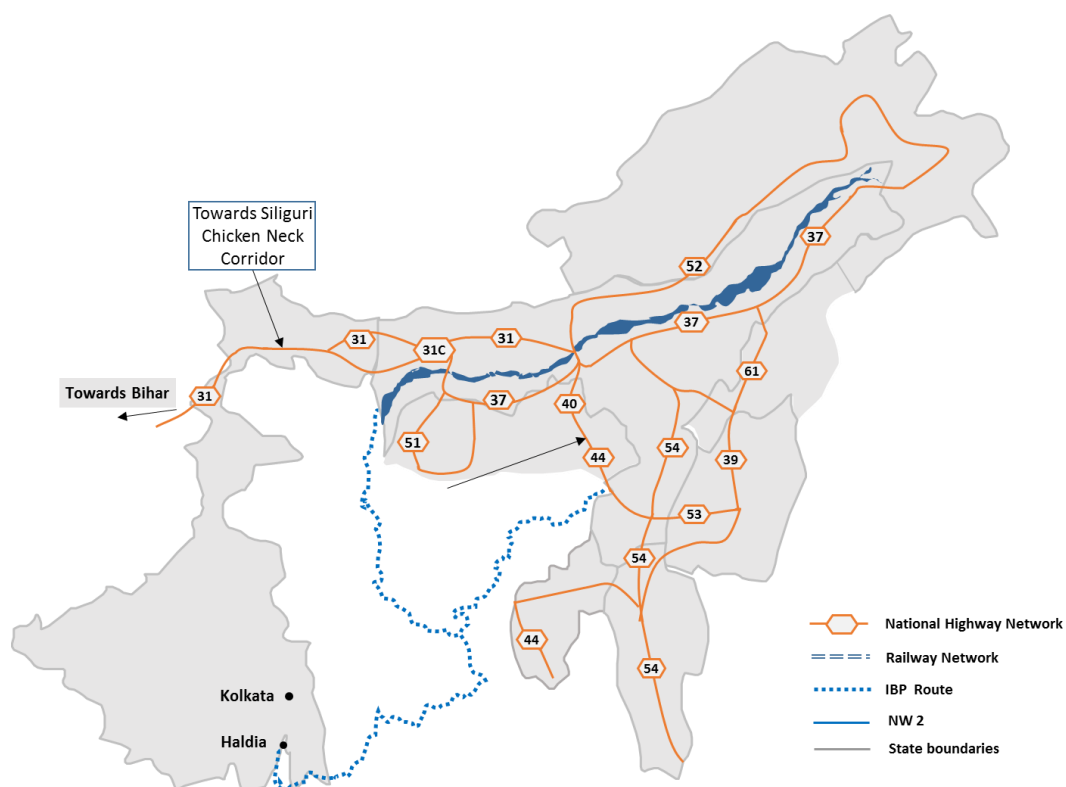 Towards Siliguri
Chicken Neck
Corridor
52
37
31
31
31C
37
61
Towards Bihar
31
37
40
51
54
44
39
53
54
44
54
National Highway Network
Railway Network
IBP Route
NW 2
State boundaries
Kolkata
Haldia